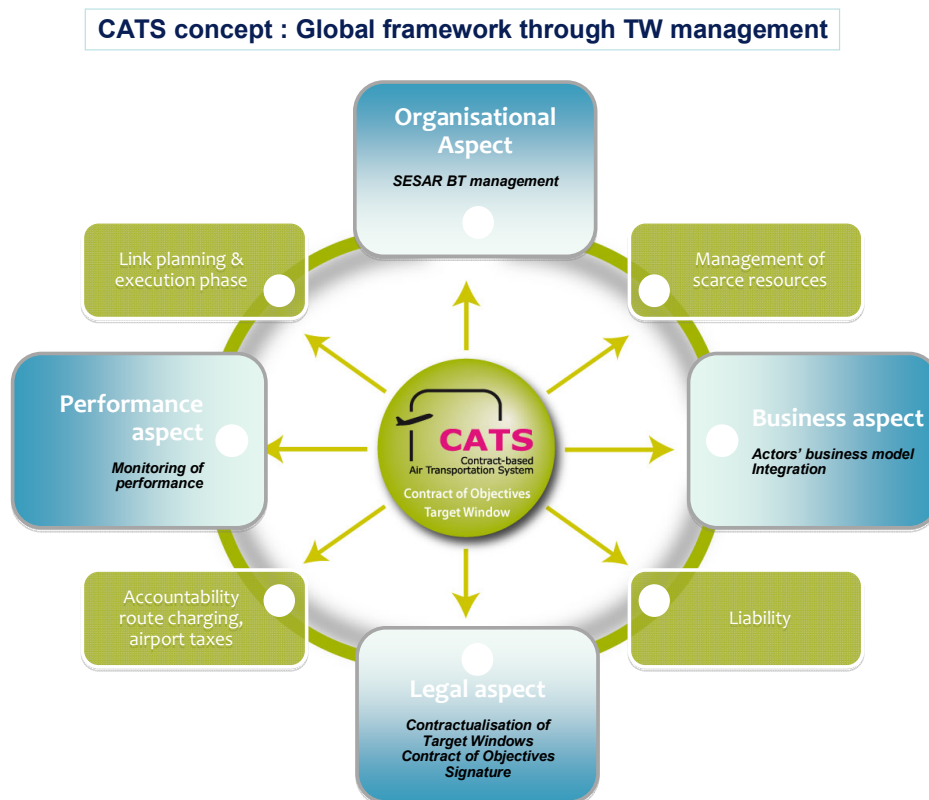 CATS concept : Global framework through TW management
Organisational
Aspect
SESAR BT management
Link planning &
execution phase
Management of
scarce resources
Performance
aspect
Monitoring of
performance
CATS
Contract-based
Air Transportation System
Contract of Objectives
Target Window
Business aspect
Actors' business model
Integration
Accountability
route charging,
airport taxes
Liability
Legal aspect
Contractualisation of
Target Windows
Contract of Objectives
Signature